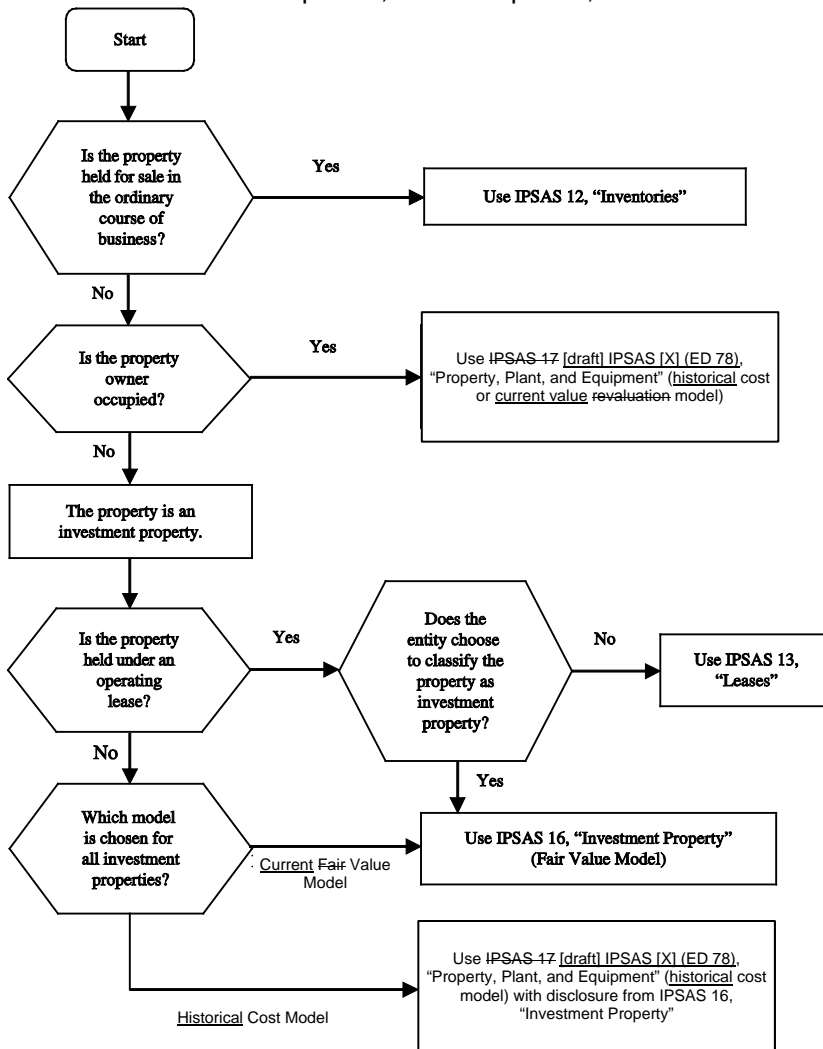 Start
Is the property
held for sale in
the ordinary
course of
business?
Yes
Use IPSAS 12, “Inventories”
No
Is the property
owner
occupied?
Yes
Use IPSAS 17 [draft] IPSAS [X] (ED 78),
“Property, Plant, and Equipment” (historical cost
or current value revaluation model)
No
The property is an
investment property.
Is the property
held under an
operating
lease?
Yes
Does the
entity choose
to classify the
property as
investment
property?
No
Use IPSAS 13,
“Leases”
No
Yes
Which model
is chosen for
all investment
properties?
Current Fair Value
Model
Use IPSAS 16, “Investment Property”
(Fair Value Model)
Historical Cost Model
Use IPSAS 17 [draft] IPSAS [X] (ED 78),
“Property, Plant, and Equipment” (historical cost
model) with disclosure from IPSAS 16,
“Investment Property”